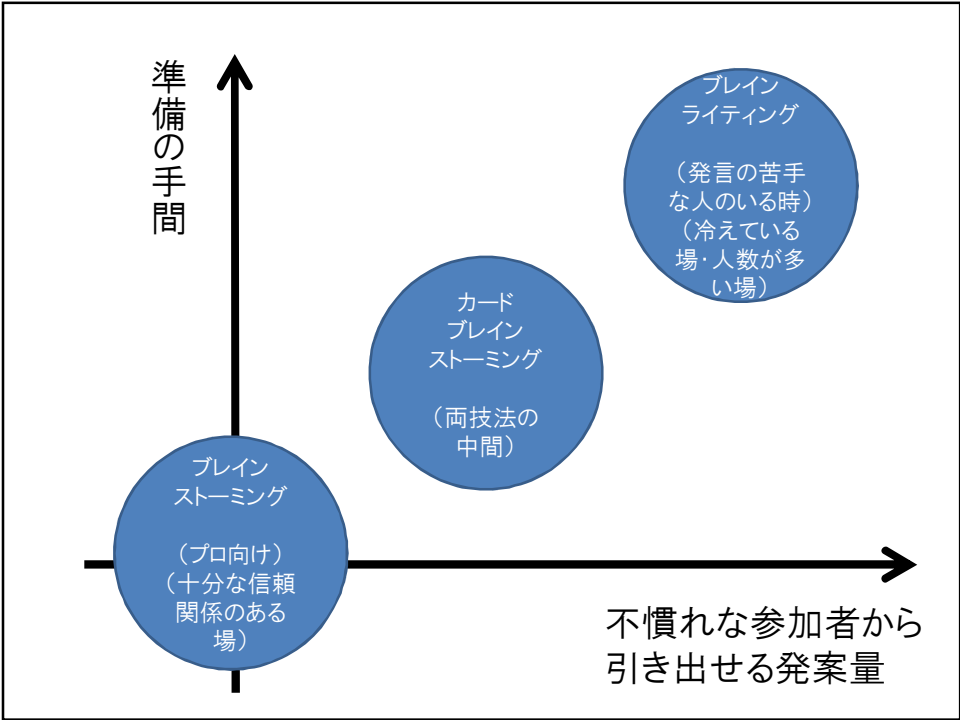 準備の手間
ブレイン
ライティング
（発言の苦手
な人のいる時）
（冷えている
場・人数が多
い場）
カード
ブレイン
ストーミング
（両技法の
中間）
ブレイン
ストーミング
（プロ向け）
（十分な信頼
関係のある
場）
不慣れな参加者から
引き出せる発案量